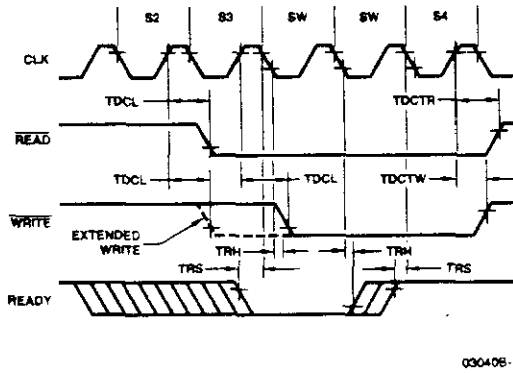 S2 S3 SW SW S4
CLK
TDCL TDCTR
READ
TDCL TDCL TDCTW
WRITE
EXTENDED
WRITE
TRH TRH
TRS TRS
READY
03040B-